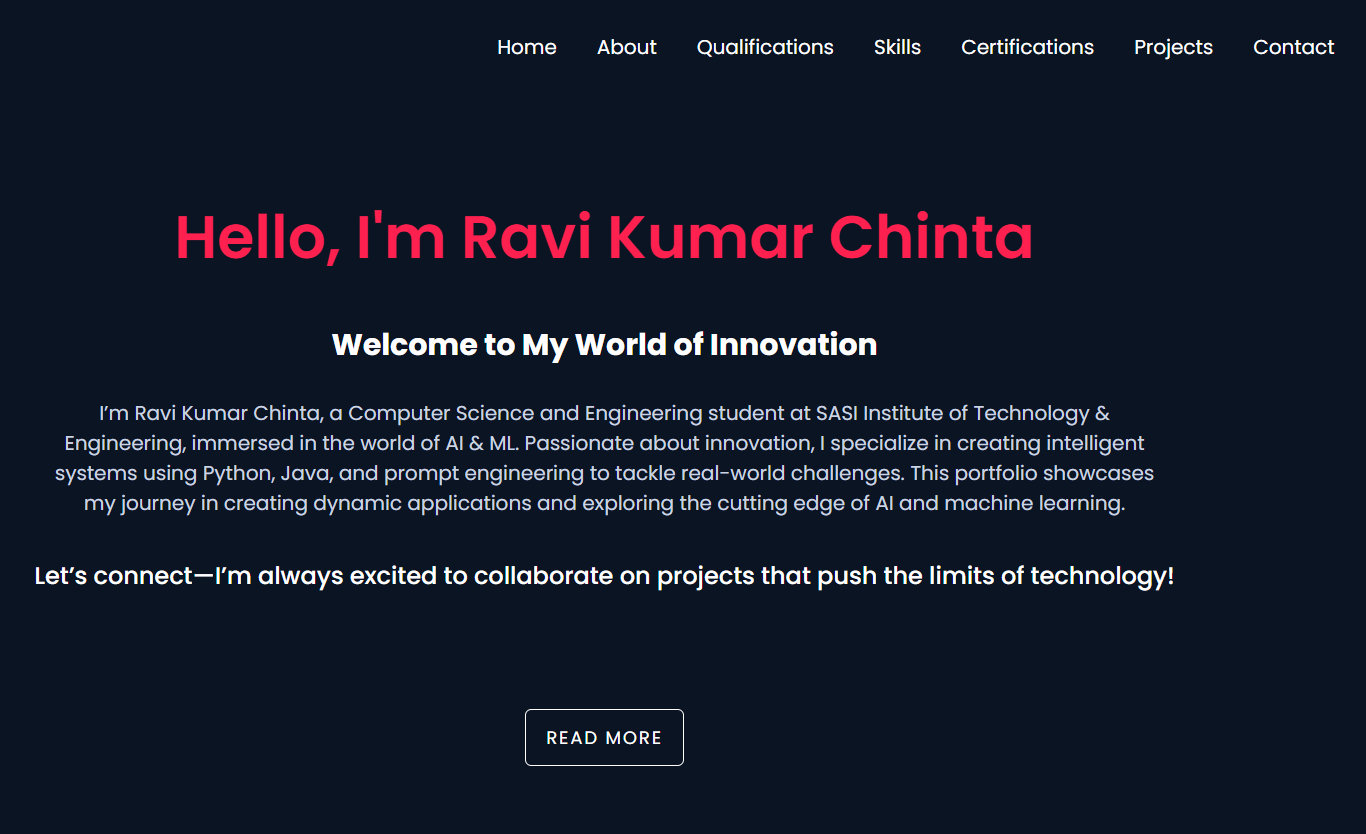 Home About Qualifications Skills Certifications Projects Contact
Hello, I'm Ravi Kumar Chinta
Welcome to My World of Innovation
I’m Ravi Kumar Chinta, a Computer Science and Engineering student at SASI Institute of Technology &
Engineering, immersed in the world of AI & ML. Passionate about innovation, I specialize in creating intelligent
systems using Python, Java, and prompt engineering to tackle real-world challenges. This portfolio showcases
my journey in creating dynamic applications and exploring the cutting edge of AI and machine learning.
Let’s connect—I’m always excited to collaborate on projects that push the limits of technology!
READ MORE